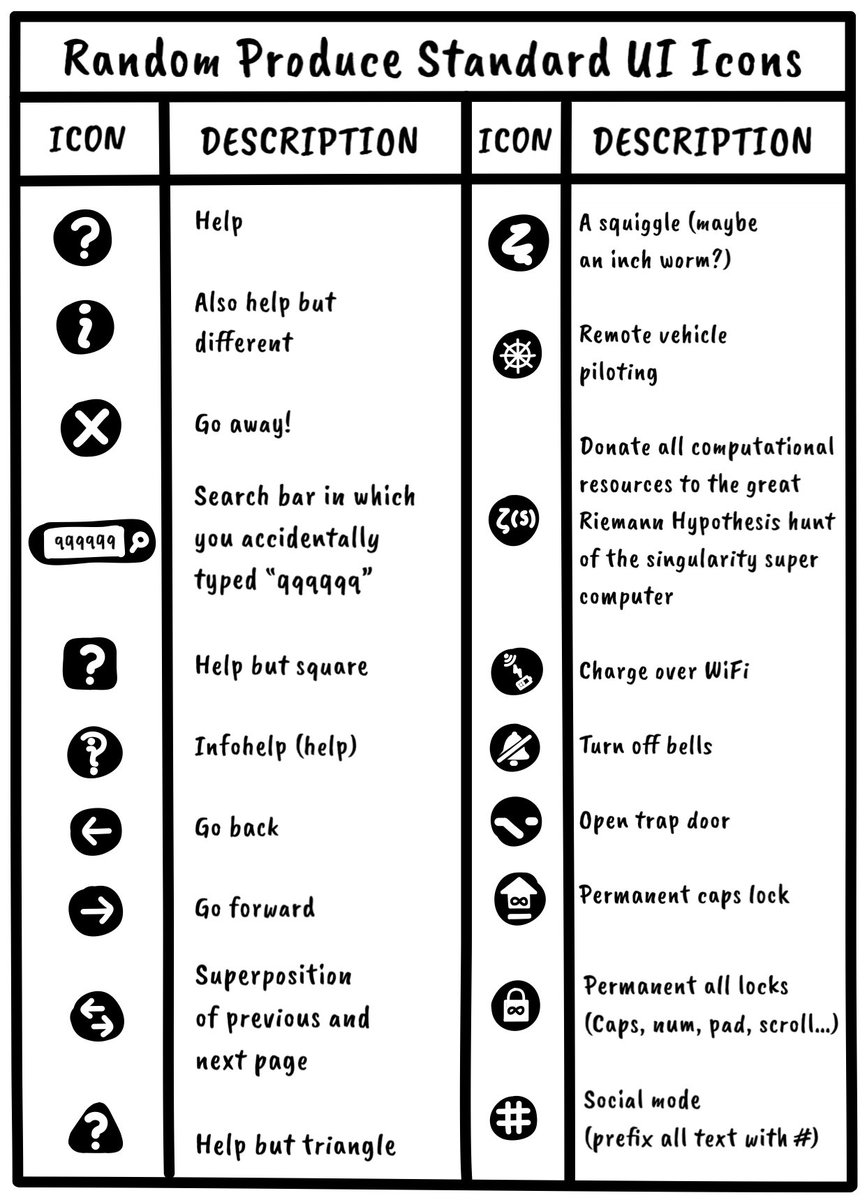 Random Produce Standard UI Icons
ICON
DESCRIPTION
ICON
DESCRIPTION
?
Help
i
Also help but
different
Go away!
qqqqqq
Search bar in which
you accidentally
typed “qqqqqq”
?
Help but square
?
Infohelp (help)
Go back
Go forward
Superposition
of previous and
next page
?
Help but triangle
A squiggle (maybe
an inch worm?)
Remote vehicle
piloting
ζ(s)
Donate all computational
resources to the great
Riemann Hypothesis hunt
of the singularity super
computer
Charge over WiFi
Turn off bells
Open trap door
∞
Permanent caps lock
∞
Permanent all locks
(Caps, num, pad, scroll...)
#
Social mode
(prefix all text with #)